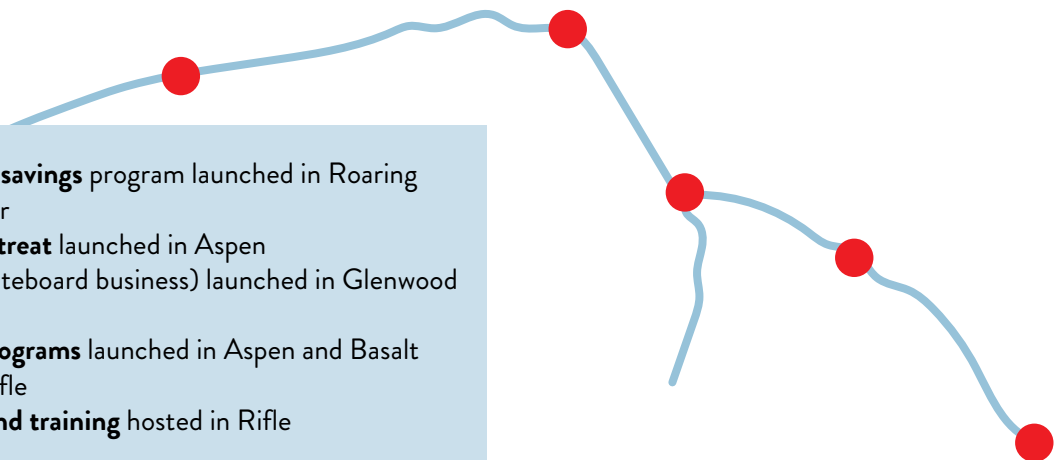 savings program launched in Roaring
r
treat launched in Aspen
teboard business) launched in Glenwood
ograms launched in Aspen and Basalt
fle
nd training hosted in Rifle